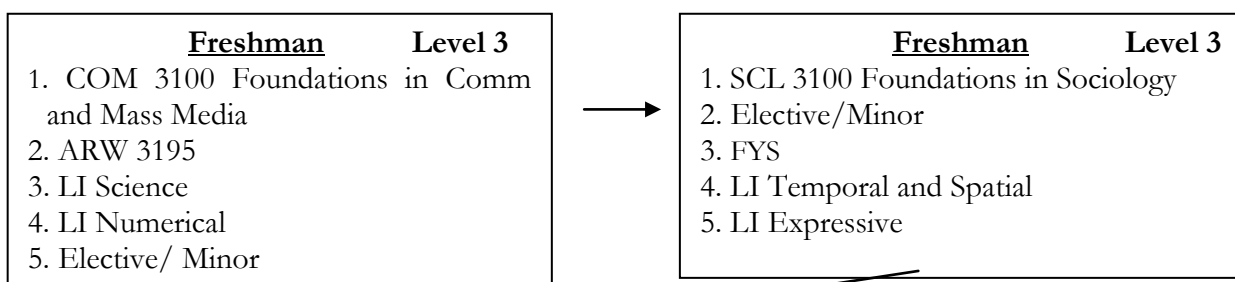 Freshman Level 3
1. COM 3100 Foundations in Comm
and Mass Media
2. ARW 3195
3. LI Science
4. LI Numerical
5. Elective/ Minor
Freshman Level 3
1. SCL 3100 Foundations in Sociology
2. Elective/Minor
3. FYS
4. LI Temporal and Spatial
5. LI Expressive